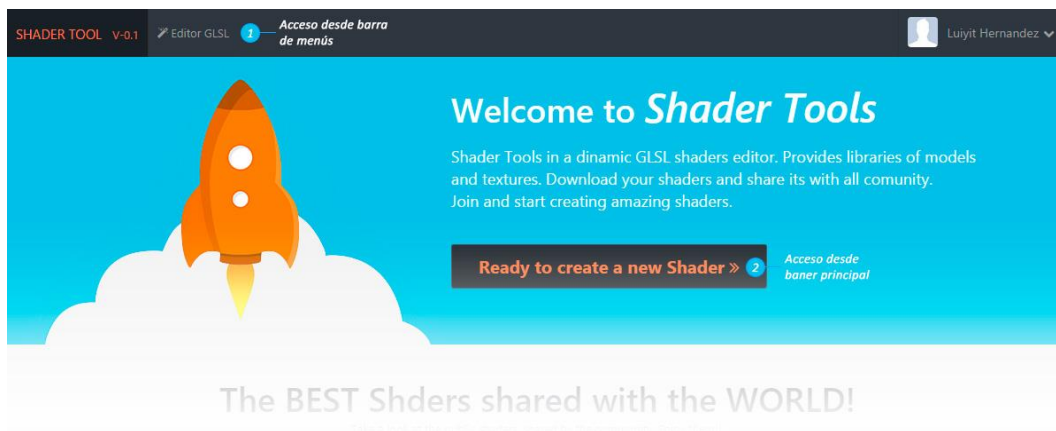 SHADER TOOL V-0.1
Editor GLSL
1
Acceso desde barra
de menús
Luiyit Hernandez
Welcome to Shader Tools
Shader Tools in a dinamic GLSL shaders editor. Provides libraries of models
and textures. Download your shaders and share its with all comunity.
Join and start creating amazing shaders.
Ready to create a new Shader »
2
Acceso desde
baner principal
The BEST Shders shared with the WORLD!